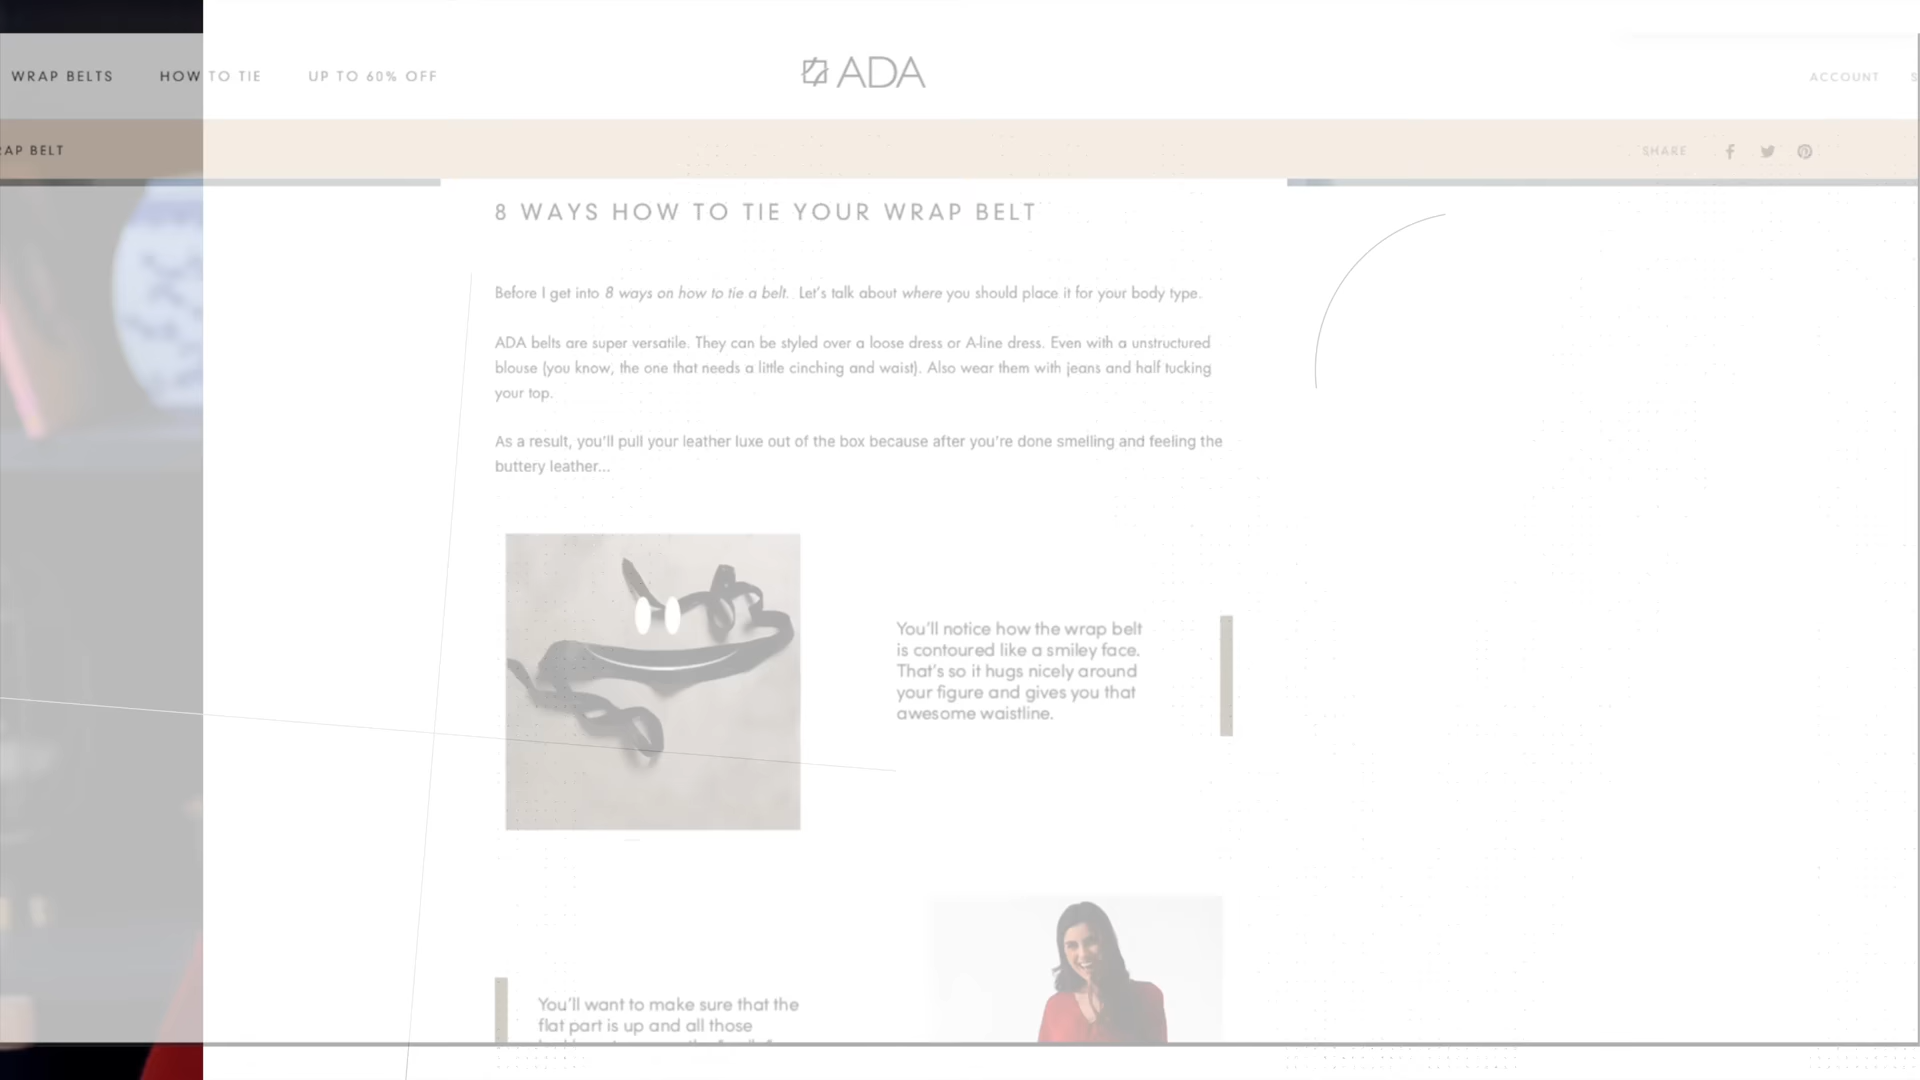 WRAP BELTS HOW TO TIE UP TO 60% OFF ADA ACCOUNT
BELT SHARE
8 WAYS HOW TO TIE YOUR WRAP BELT
Before I get into 8 ways on how to tie a belt. Let's talk about where you should place it for your body type.
ADA belts are super versatile. They can be styled over a loose dress or A-line dress. Even with a unstructured
blouse (you know, the one that needs a little cinching and waist). Also wear them with jeans and half tucking
your top.
As a result, you'll pull your leather luxe out of the box because after you're done smelling and feeling the
buttery leather...
You'll notice how the wrap belt
is contoured like a smiley face.
That's so it hugs nicely around
your figure and gives you that
awesome waistline.
You'll want to make sure that the
flat part is up and all those